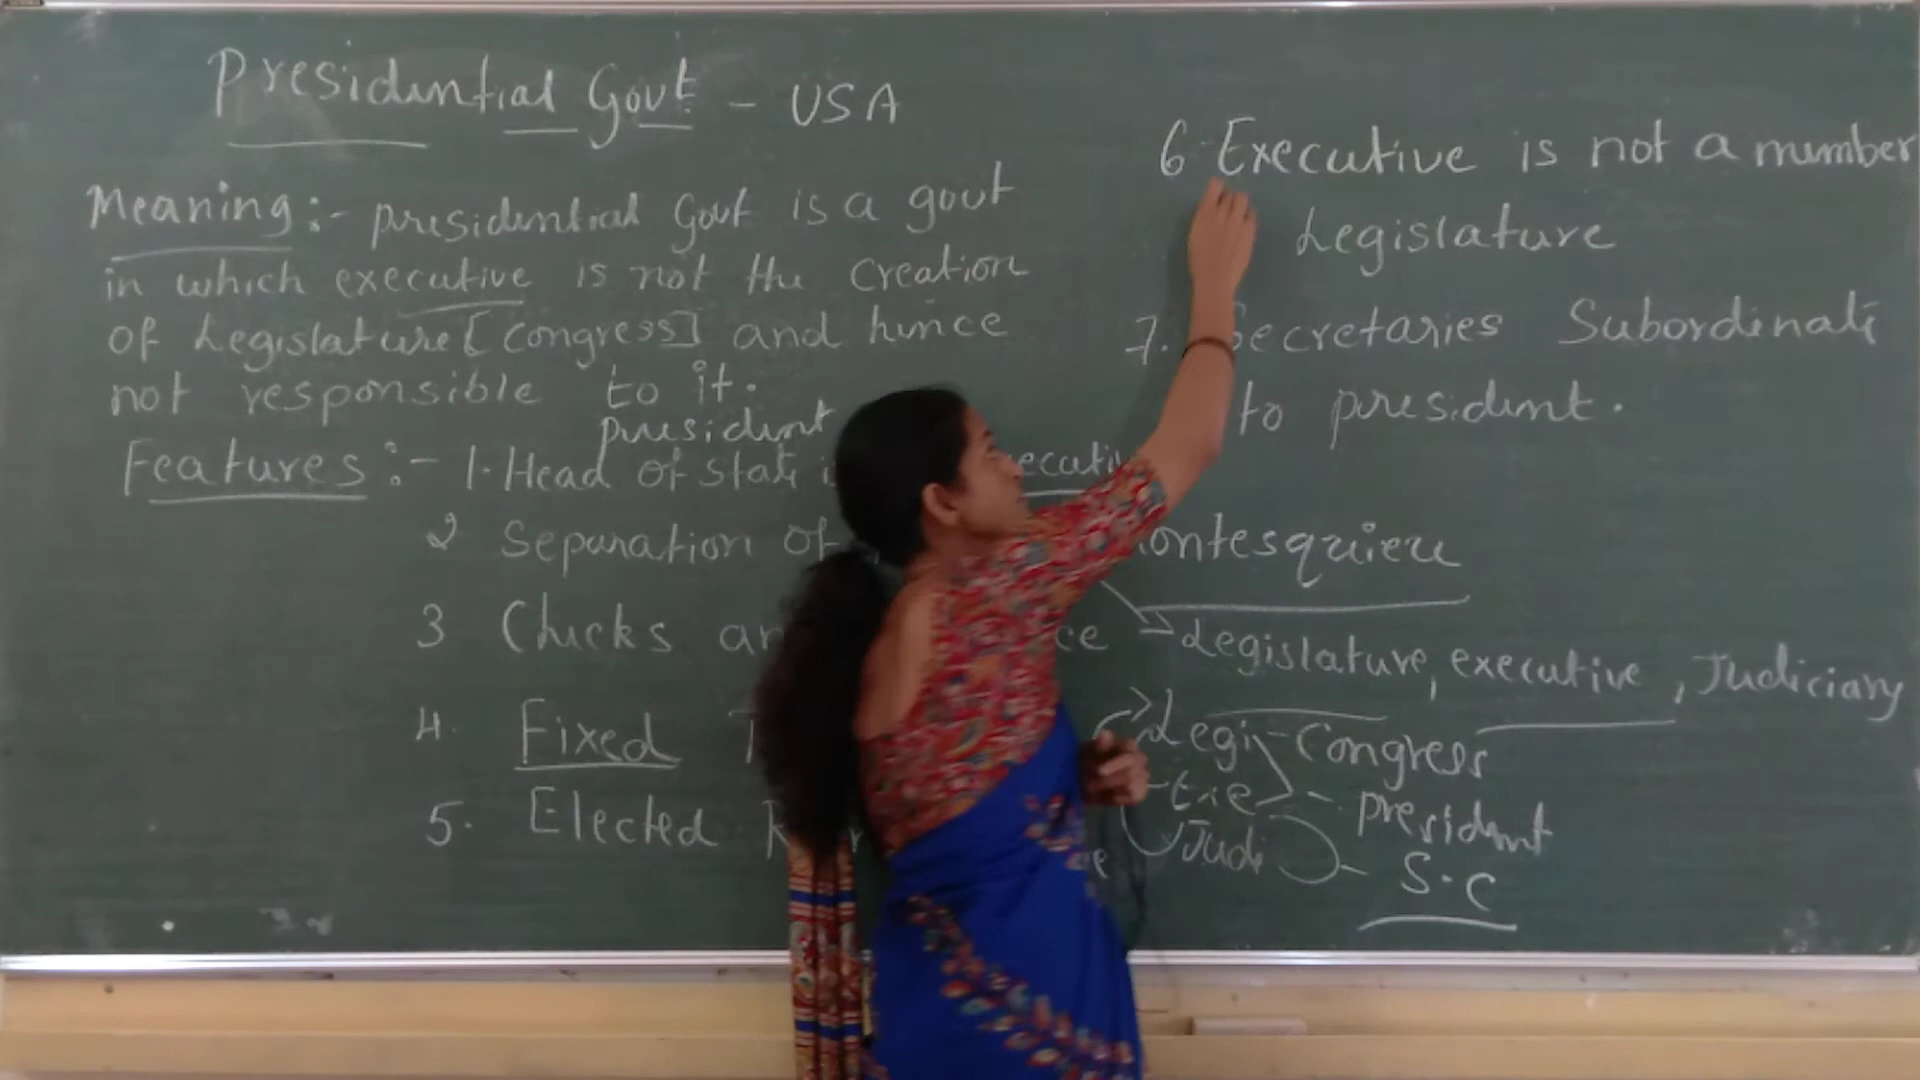 Presidential Govt - USA
Meaning :- presidential Govt is a govt
in which executive is not the creation
of Legislature [Congress] and hence
not responsible to it.
president
Features :- 1. Head of state
2 Separation of Montesquieu
3 Checks
Legislature, executive, Judiciary
4. Fixed
Legi - Congress
Exe - president
Judi - S.C
5. Elected
6 Executive is not a member
Legislature
7. Secretaries Subordinate
to president.